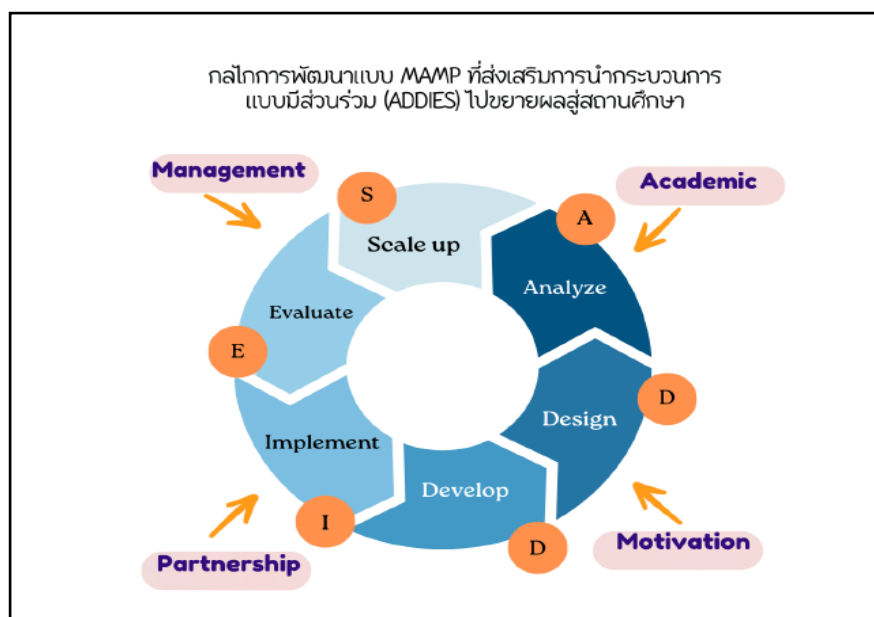 กลไกการพัฒนาแบบ MAMP ที่ส่งเสริมการนำกระบวนการ
แบบมีส่วนร่วม (ADDIES) ไปขยายผลสู่สถานศึกษา
Management
Academic
S
Scale up
A
Analyze
D
Design
D
Develop
I
Implement
E
Evaluate
Partnership
Motivation